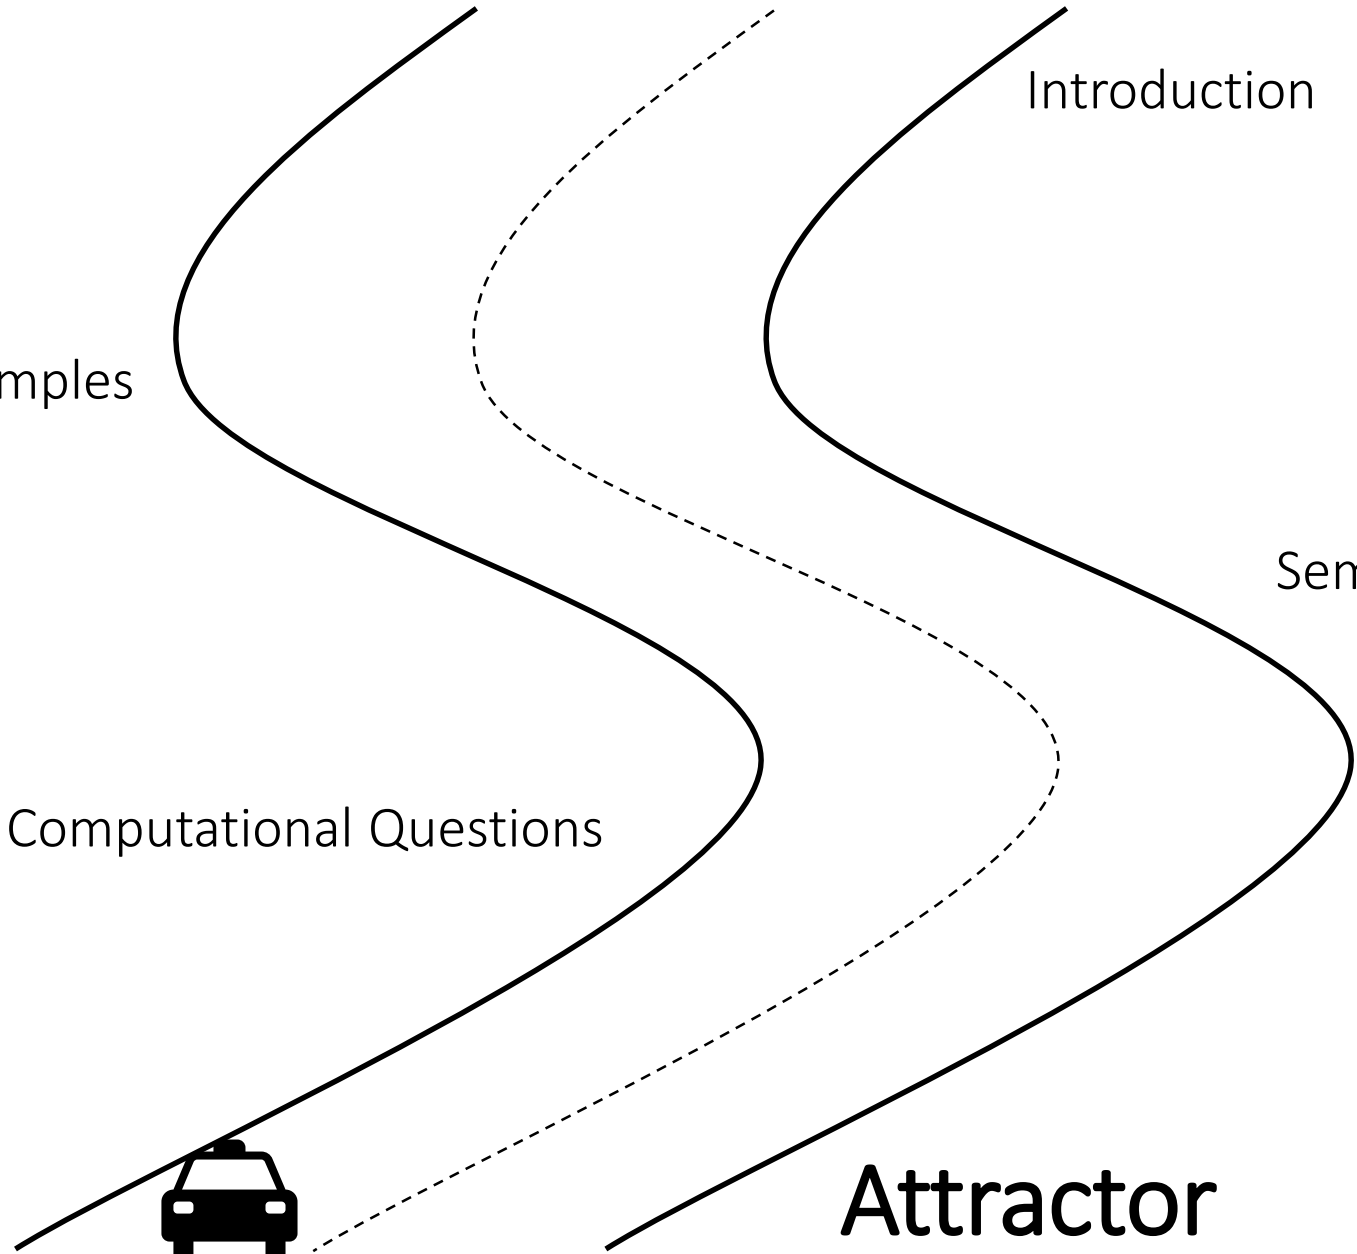 Introduction
mples
Sem
Computational Questions
Attractor